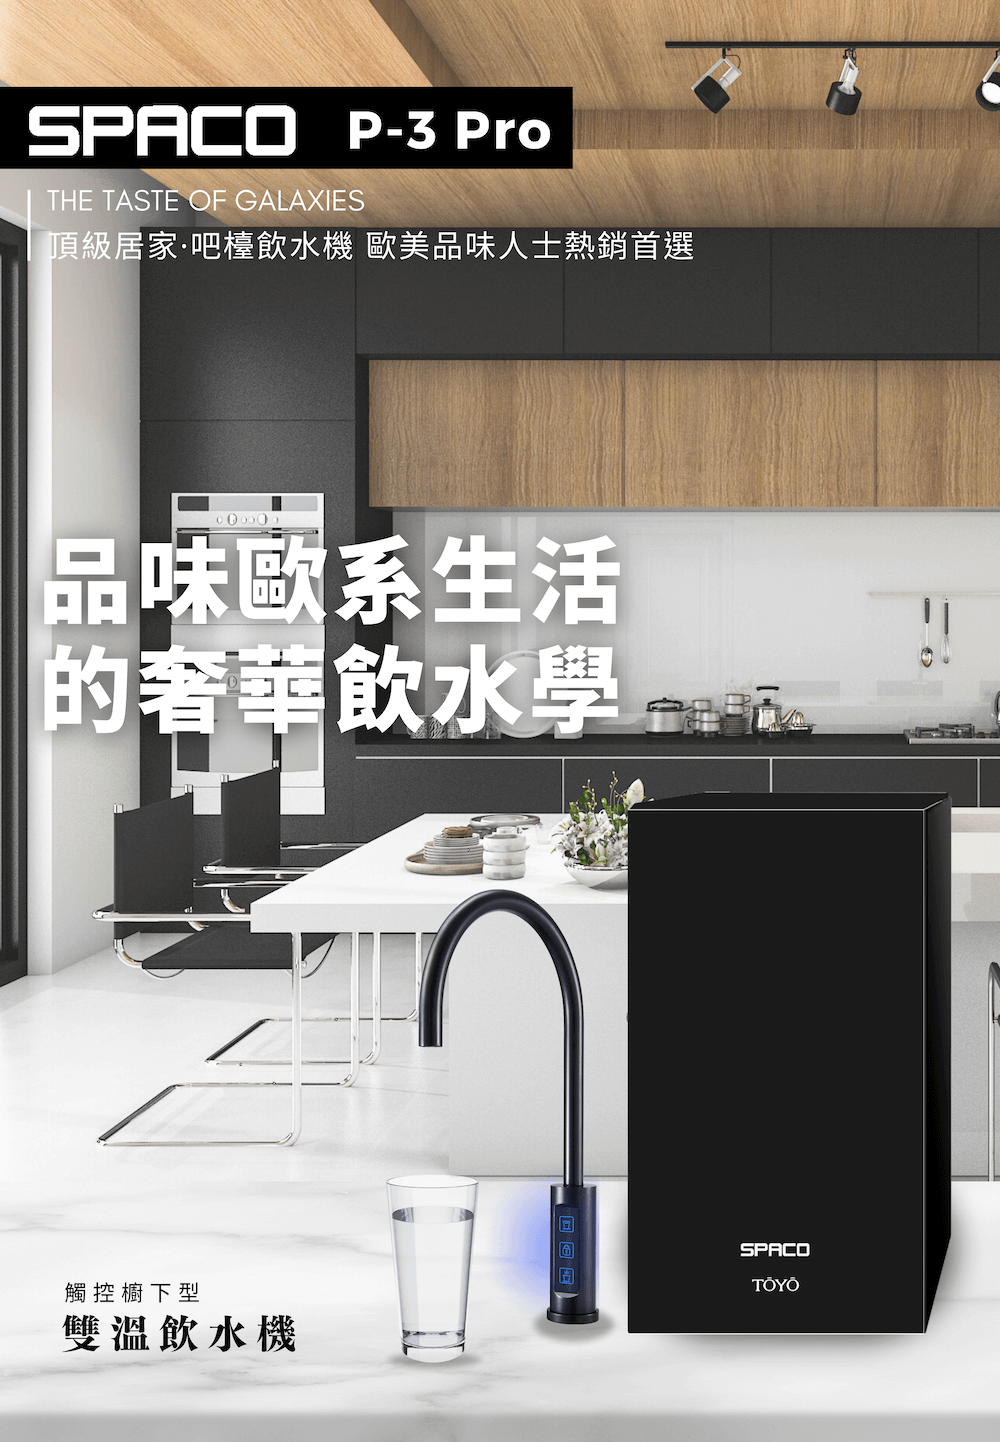 SPACO P-3 Pro
THE TASTE OF GALAXIES
頂級居家·吧檯飲水機 歐美品味人士熱銷首選
品味歐系生活
的奢華飲水學
SPACO
TŌYŌ
觸控櫥下型
雙溫飲水機